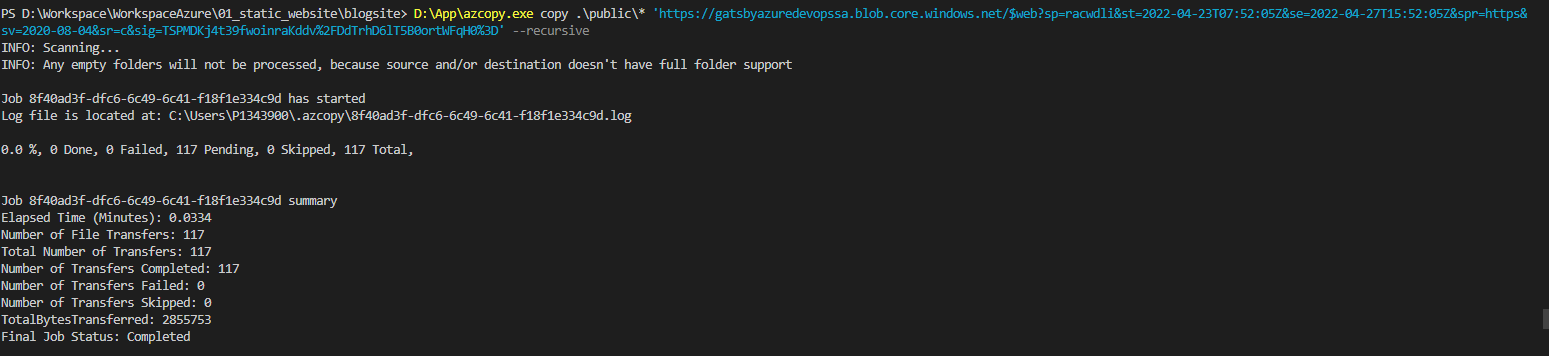 PS D:\Workspace\WorkspaceAzure\01_static_website\blogsite> D:\App\azcopy.exe copy .\public\* 'https://gatsbyazuredevopssa.blob.core.windows.net/$web?sp=racwdli&st=2022-04-23T07:52:05Z&se=2022-04-27T15:52:05Z&spr=https&
sv=2020-08-04&sr=c&sig=TSPMDKj4t39fwoinraKddv%2FDdTrhD6lT5B0ortWFqH0%3D' --recursive
INFO: Scanning...
INFO: Any empty folders will not be processed, because source and/or destination doesn't have full folder support
Job 8f40ad3f-dfc6-6c49-6c41-f18f1e334c9d has started
Log file is located at: C:\Users\P1343900\.azcopy\8f40ad3f-dfc6-6c49-6c41-f18f1e334c9d.log
0.0 %, 0 Done, 0 Failed, 117 Pending, 0 Skipped, 117 Total,
Job 8f40ad3f-dfc6-6c49-6c41-f18f1e334c9d summary
Elapsed Time (Minutes): 0.0334
Number of File Transfers: 117
Total Number of Transfers: 117
Number of Transfers Completed: 117
Number of Transfers Failed: 0
Number of Transfers Skipped: 0
TotalBytesTransferred: 2855753
Final Job Status: Completed